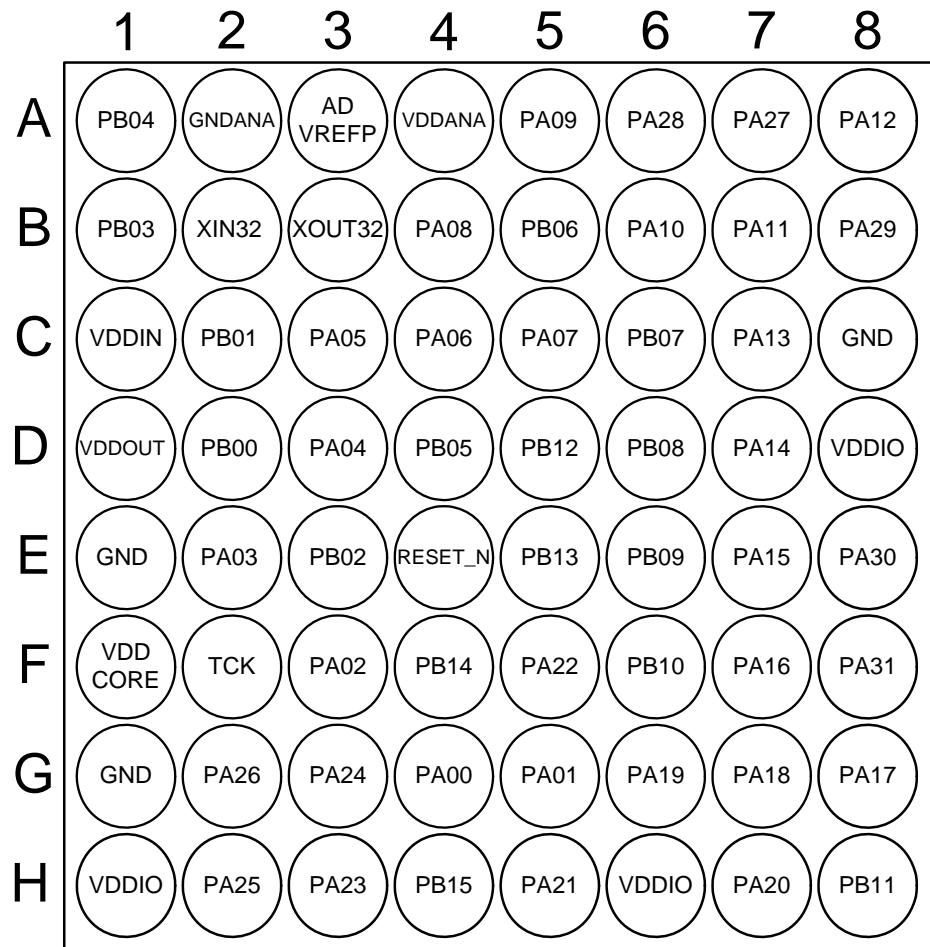 1 2 3 4 5 6 7 8
A PB04 GNDANA AD VREFP VDDANA PA09 PA28 PA27 PA12
B PB03 XIN32 XOUT32 PA08 PB06 PA10 PA11 PA29
C VDDIN PB01 PA05 PA06 PA07 PB07 PA13 GND
D VDDOUT PB00 PA04 PB05 PB12 PB08 PA14 VDDIO
E GND PA03 PB02 RESET_N PB13 PB09 PA15 PA30
F VDD CORE TCK PA02 PB14 PA22 PB10 PA16 PA31
G GND PA26 PA24 PA00 PA01 PA19 PA18 PA17
H VDDIO PA25 PA23 PB15 PA21 VDDIO PA20 PB11